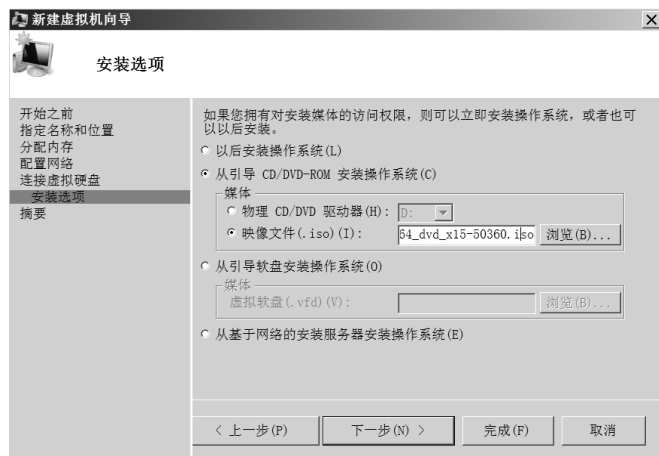 新建虚拟机向导
安装选项
开始之前
指定名称和位置
分配内存
配置网络
连接虚拟硬盘
安装选项
摘要
如果您拥有对安装媒体的访问权限，则可以立即安装操作系统，或者也可
以以后安装。
以后安装操作系统(L)
从引导 CD/DVD-ROM 安装操作系统(C)
媒体
物理 CD/DVD 驱动器(H): D:
映像文件(.iso)(I): 64_dvd_x15-50360.iso 浏览(B)...
从引导软盘安装操作系统(O)
媒体
虚拟软盘(.vfd)(V): 浏览(B)...
从基于网络的安装服务器安装操作系统(E)
< 上一步(P) 下一步(N) > 完成(F) 取消